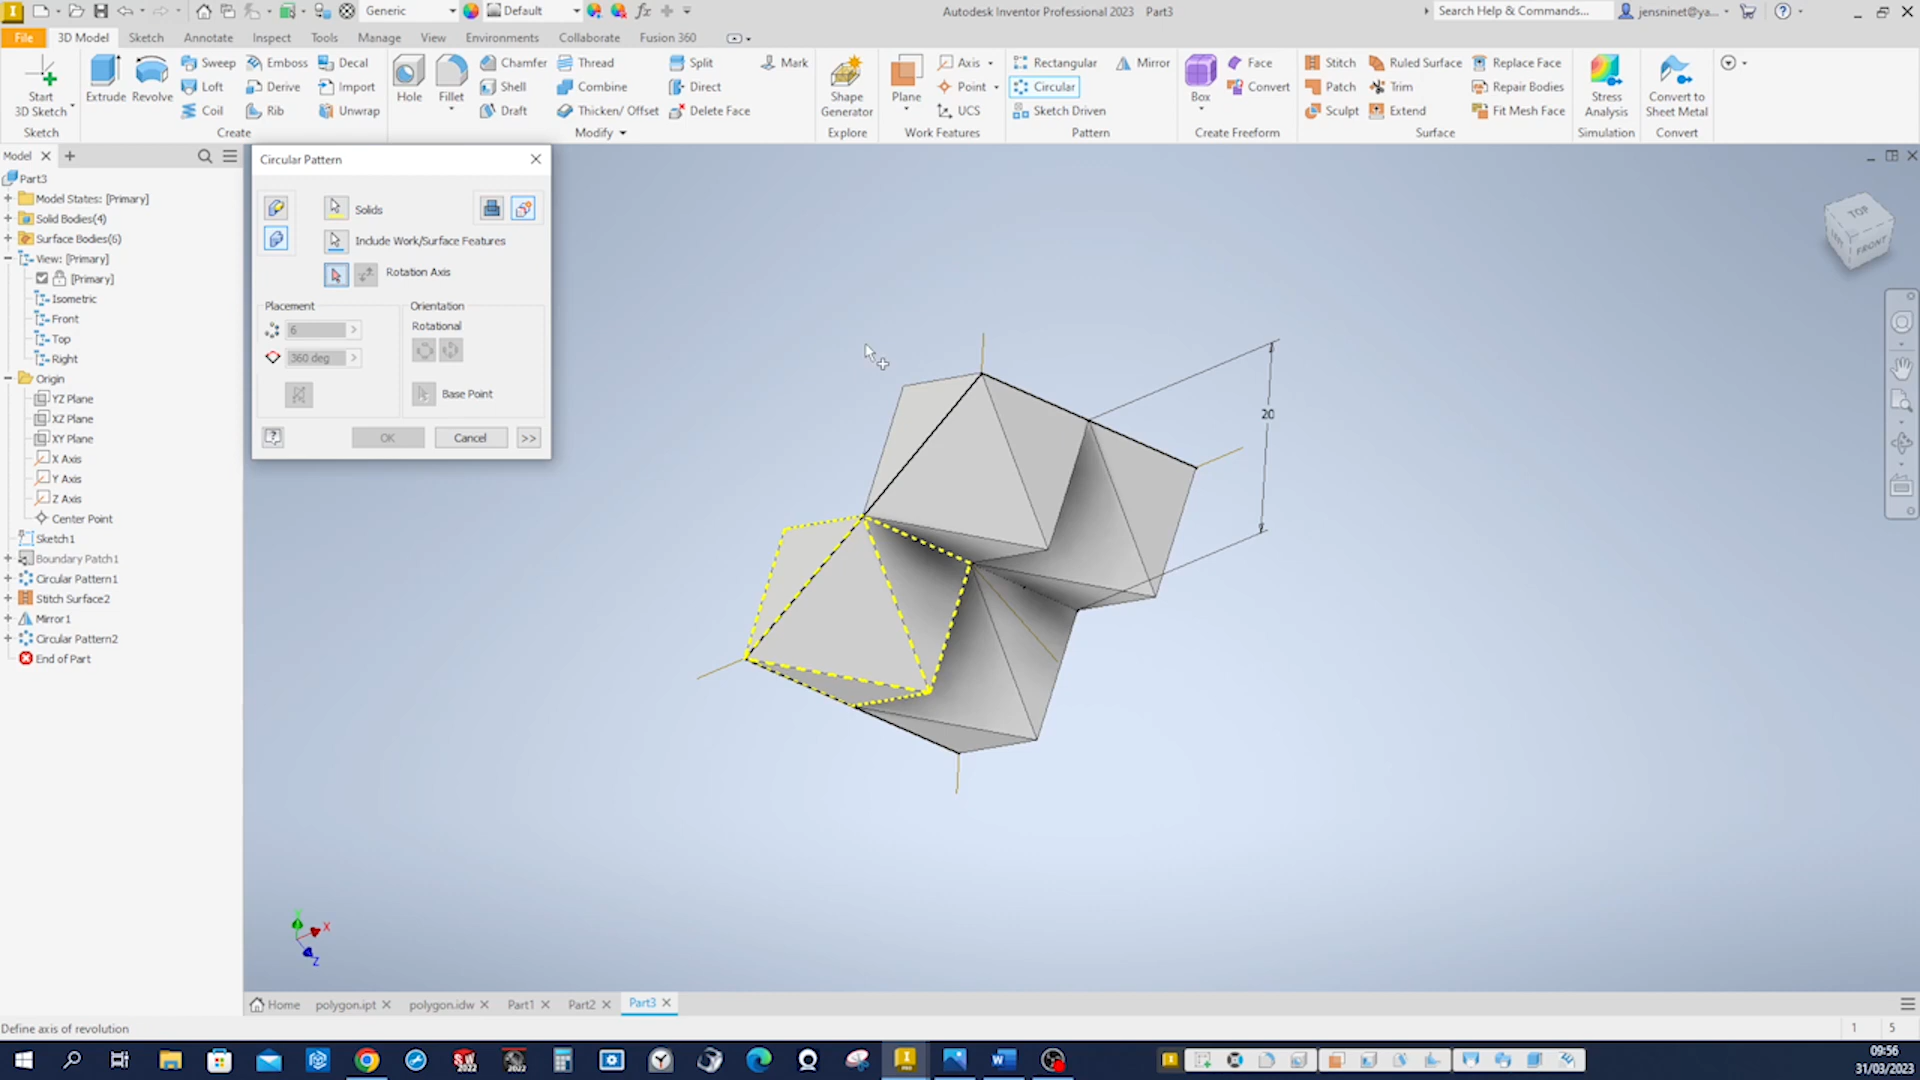 Generic
Default
Autodesk Inventor Professional 2023 Part3
Search Help & Commands...
jensninet@ya...
File
3D Model
Sketch
Annotate
Inspect
Tools
Manage
View
Environments
Collaborate
Fusion 360
Start
3D Sketch
Extrude
Revolve
Sweep
Emboss
Decal
Loft
Derive
Import
Coil
Rib
Unwrap
Hole
Fillet
Chamfer
Thread
Split
Mark
Shell
Combine
Direct
Draft
Thicken/ Offset
Delete Face
Shape
Generator
Plane
Axis
Point
UCS
Rectangular
Mirror
Circular
Sketch Driven
Box
Face
Convert
Stitch
Ruled Surface
Replace Face
Patch
Trim
Repair Bodies
Sculpt
Extend
Fit Mesh Face
Stress
Analysis
Convert to
Sheet Metal
Sketch
Create
Modify
Explore
Work Features
Pattern
Create Freeform
Surface
Simulation
Convert
Model
Part3
Model States: [Primary]
Solid Bodies(4)
Surface Bodies(6)
View: [Primary]
[Primary]
Isometric
Front
Top
Right
Origin
YZ Plane
XZ Plane
XY Plane
X Axis
Y Axis
Z Axis
Center Point
Sketch1
Boundary Patch1
Circular Pattern1
Stitch Surface2
Mirror1
Circular Pattern2
End of Part
Circular Pattern
Solids
Include Work/Surface Features
Rotation Axis
Placement
6
360 deg
Orientation
Rotational
Base Point
OK
Cancel
>>
20
TOP
LEFT
FRONT
X
Z
Home
polygon.ipt
polygon.idw
Part1
Part2
Part3
Define axis of revolution
1
5
09:56
31/03/2023